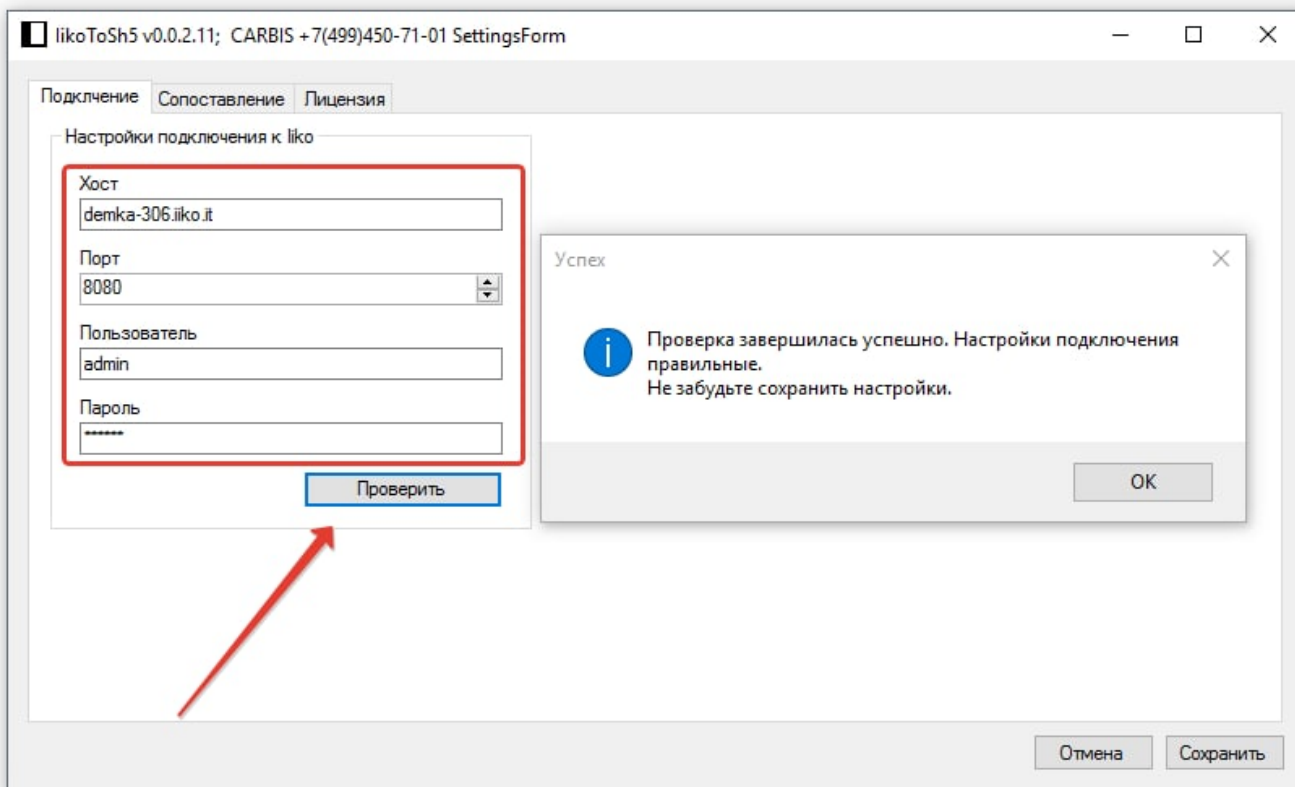 IikoToSh5 v0.0.2.11; CARBIS +7(499)450-71-01 SettingsForm
Подклчение
Сопоставление
Лицензия
Настройки подключения к Iiko
Хост
demka-306.iiko.it
Порт
8080
Пользователь
admin
Пароль
******
Проверить
Успех
Проверка завершилась успешно. Настройки подключения
правильные.
Не забудьте сохранить настройки.
OK
Отмена
Сохранить